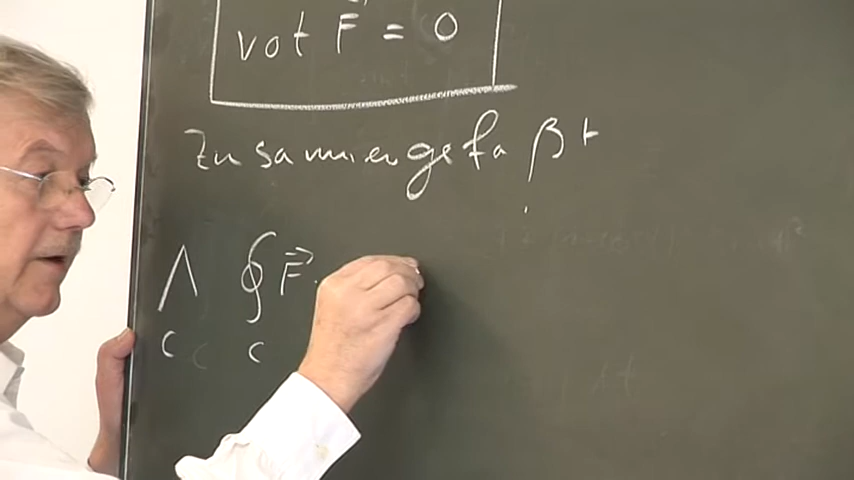 rot F = 0
Zusammengefaßt
Λ ∮ F⃗ ·
c c